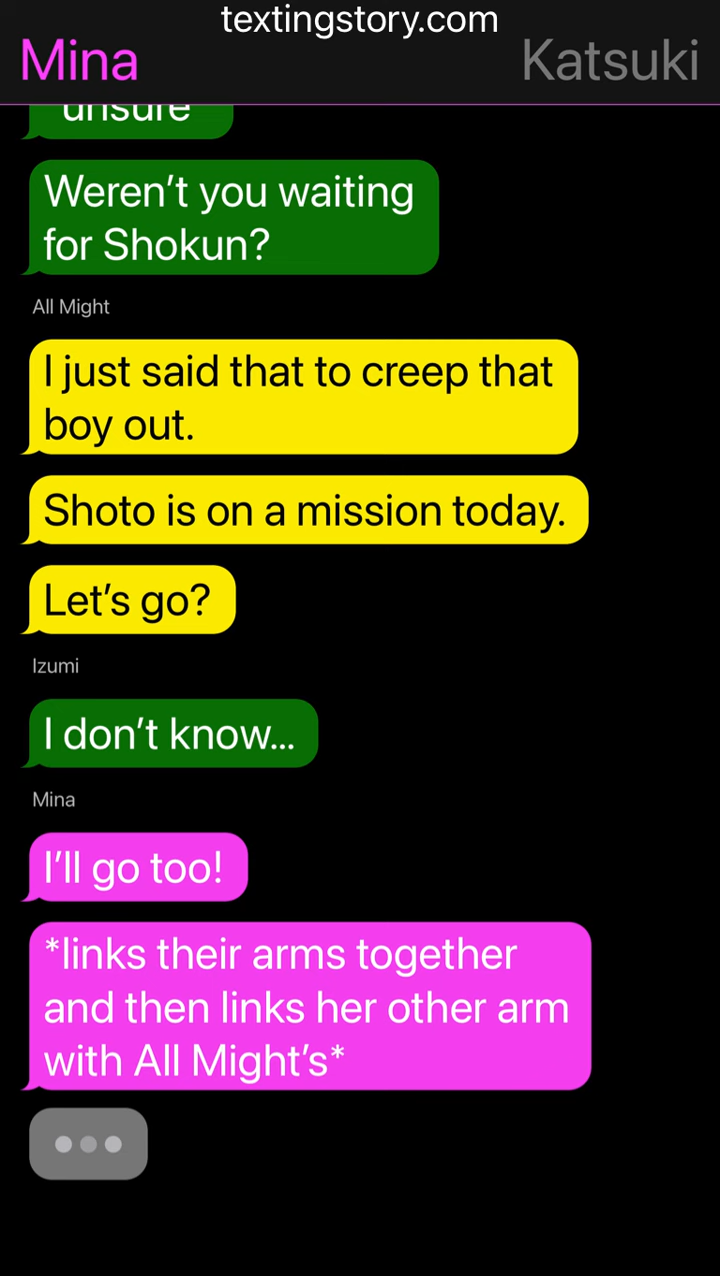 textingstory.com
Mina
Katsuki
unsure
Weren't you waiting
for Shokun?
All Might
I just said that to creep that
boy out.
Shoto is on a mission today.
Let's go?
Izumi
I don't know...
Mina
I'll go too!
*links their arms together
and then links her other arm
with All Might's*